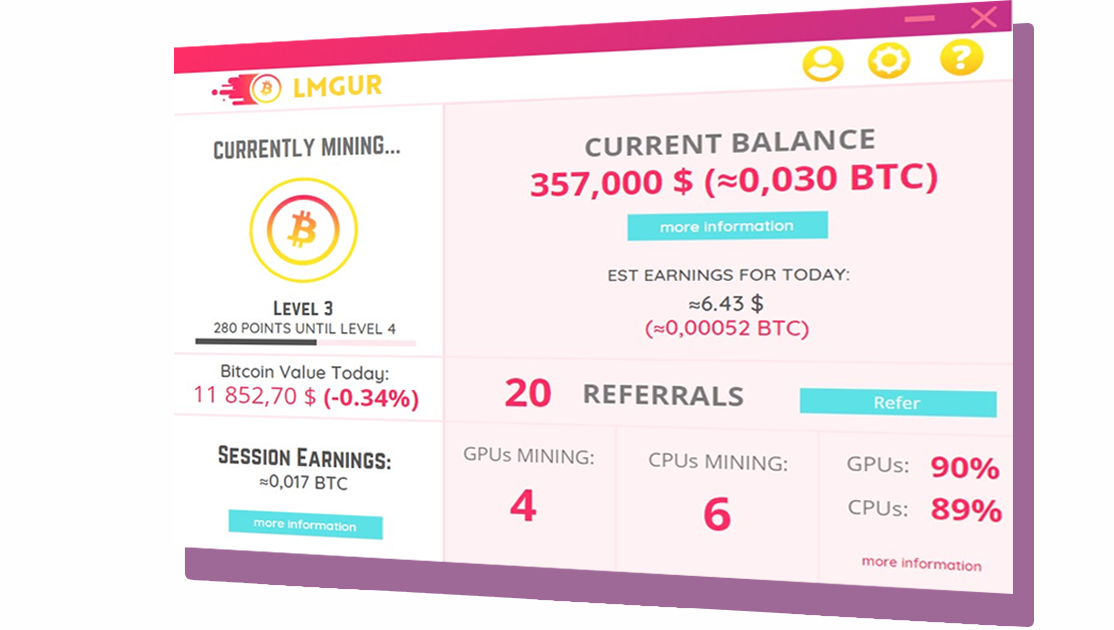 LMGUR
CURRENTLY MINING...
LEVEL 3
280 POINTS UNTIL LEVEL 4
Bitcoin Value Today:
11 852,70 $ (-0.34%)
SESSION EARNINGS:
≈0,017 BTC
more information
CURRENT BALANCE
357,000 $ (≈0,030 BTC)
more information
EST EARNINGS FOR TODAY:
≈6.43 $
(≈0,00052 BTC)
20 REFERRALS
Refer
GPUs MINING:
4
CPUs MINING:
6
GPUs: 90%
CPUs: 89%
more information